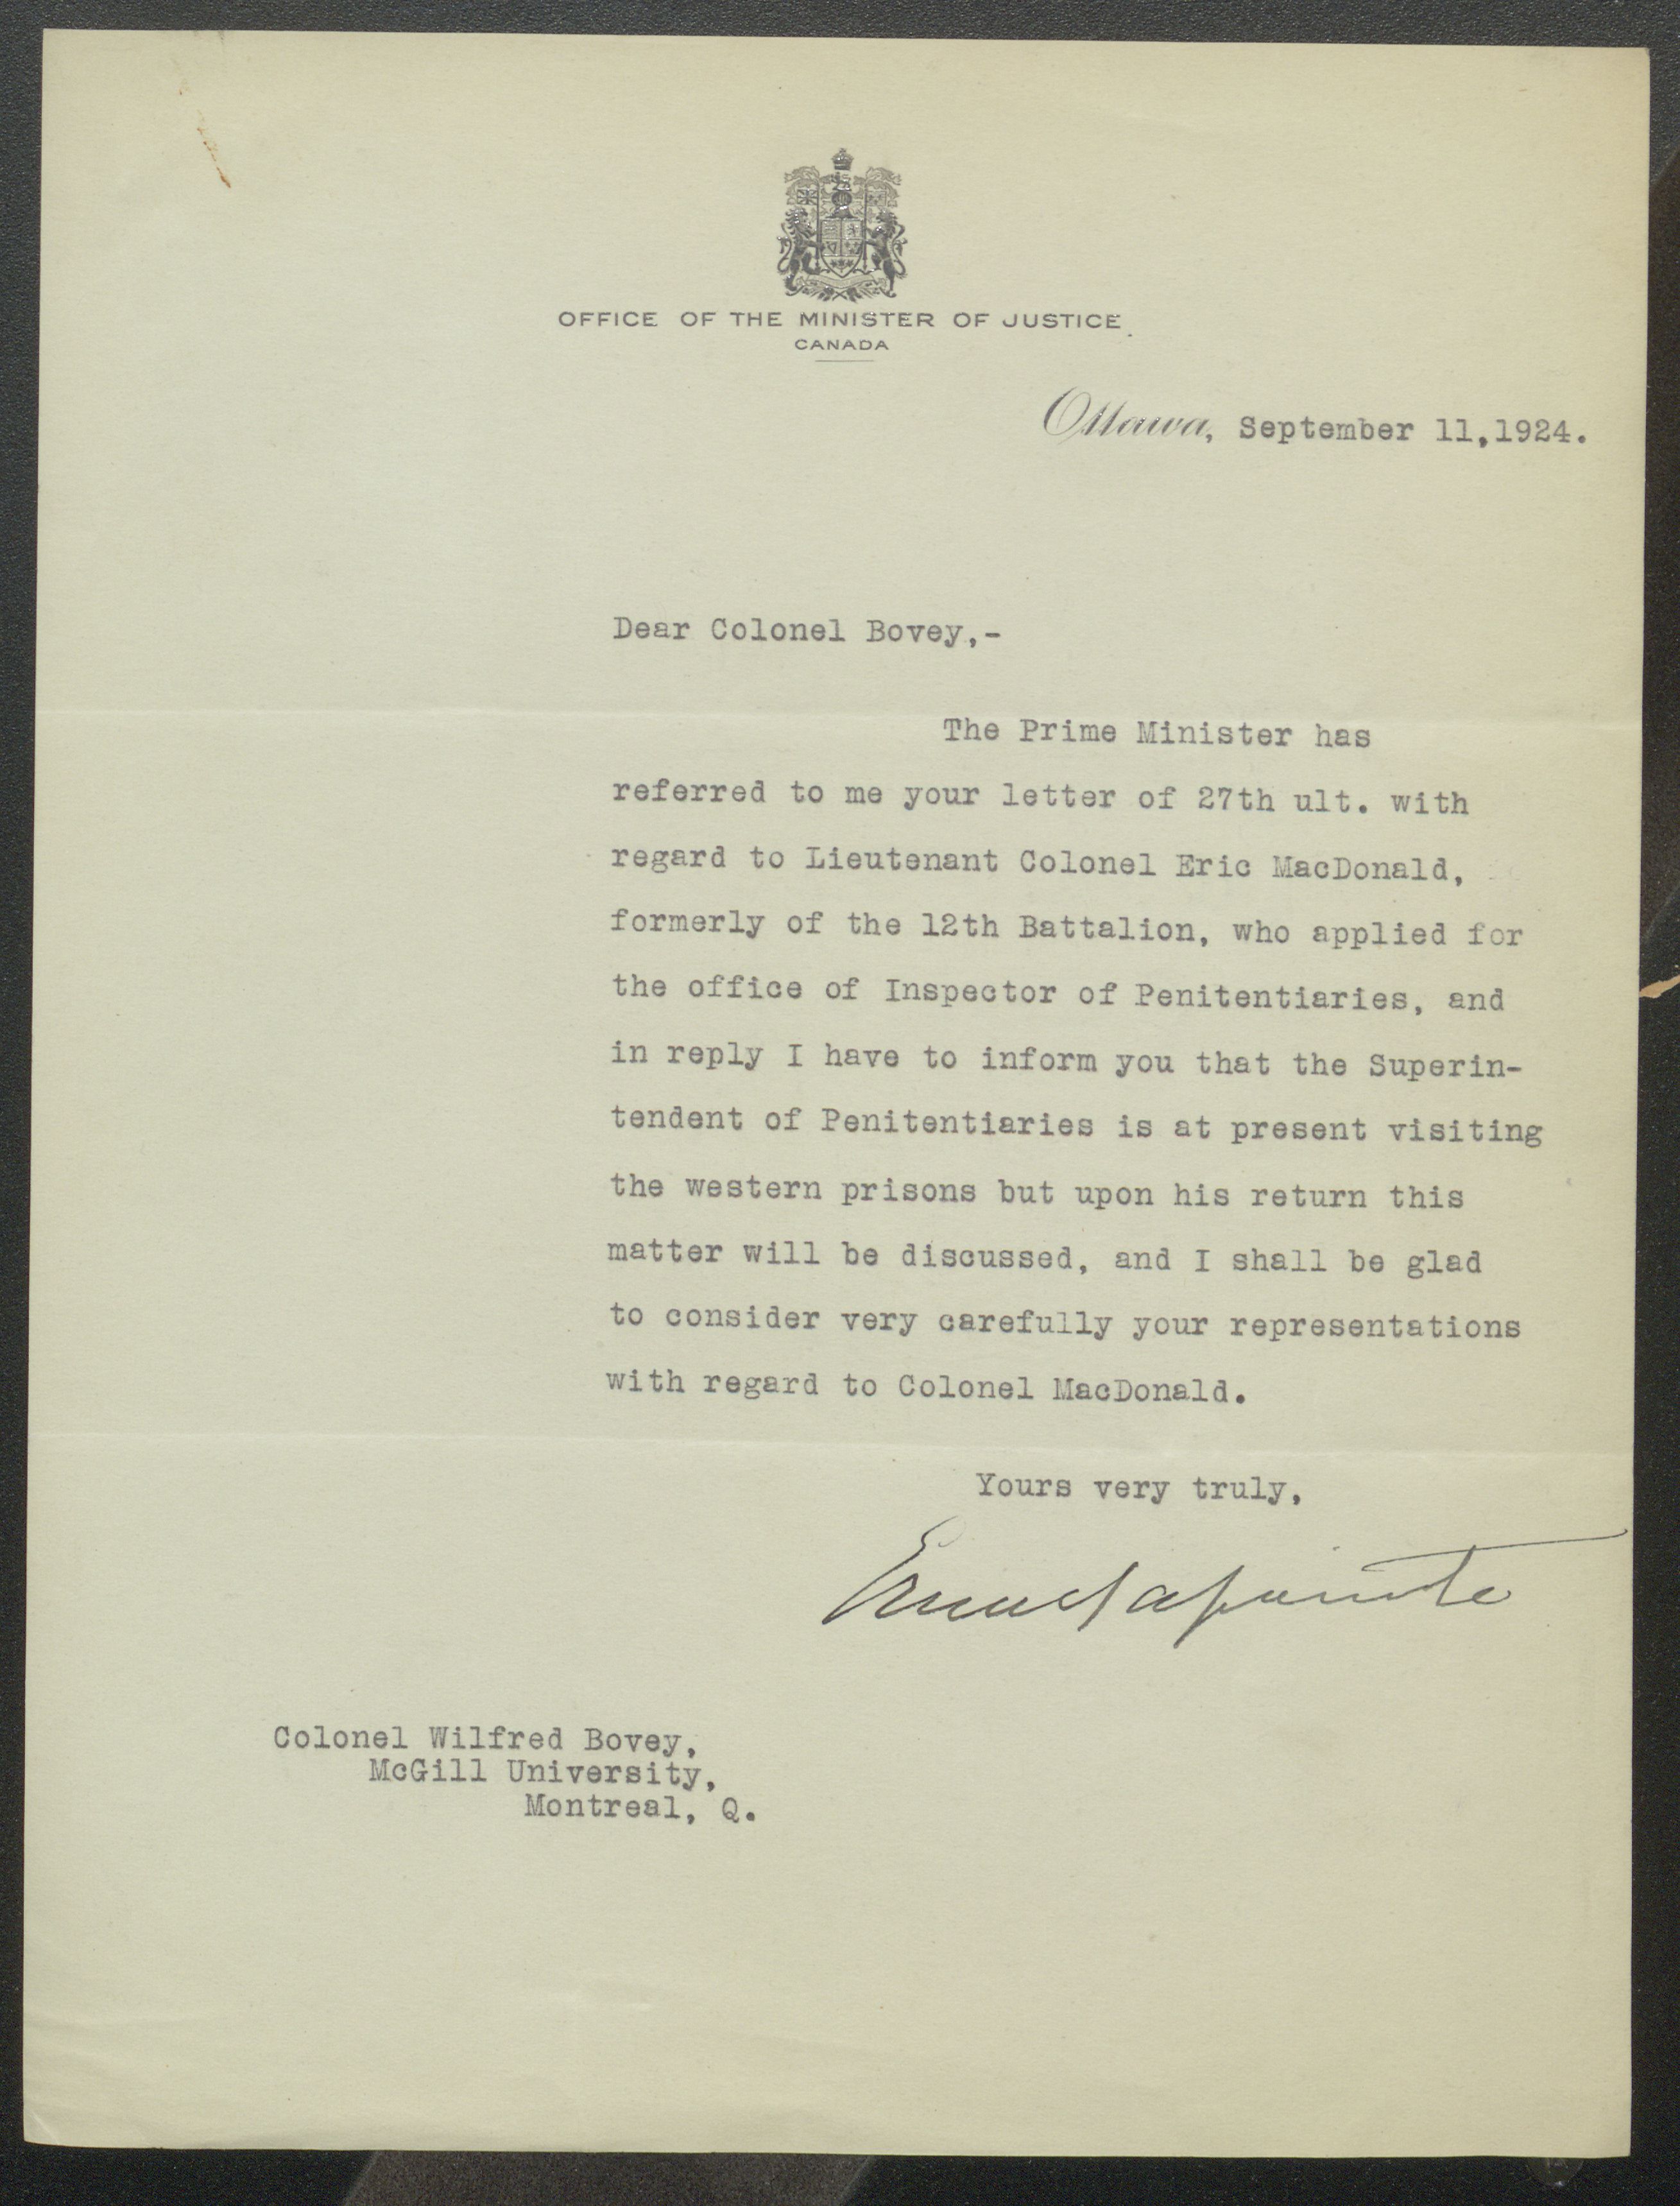 OFFICE OF THE MINISTER OF JUSTICE
CANADA
Ottawa, September 11,1924.
Dear Colonel Bovey,-
The Prime Minister has
referred to me your letter of 27th ult. with
regard to Lieutenant Colonel Eric MacDonald,
formerly of the 12th Battalion, who applied for
the office of Inspector of Penitentiaries, and
in reply I have to inform you that the Superin-
tendent of Penitentiaries is at present visiting
the western prisons but upon his return this
matter will be discussed, and I shall be glad
to consider very carefully your representations
with regard to Colonel MacDonald.
Yours very truly,
Ernest Lapointe
Colonel Wilfred Bovey,
McGill University,
Montreal, Q.